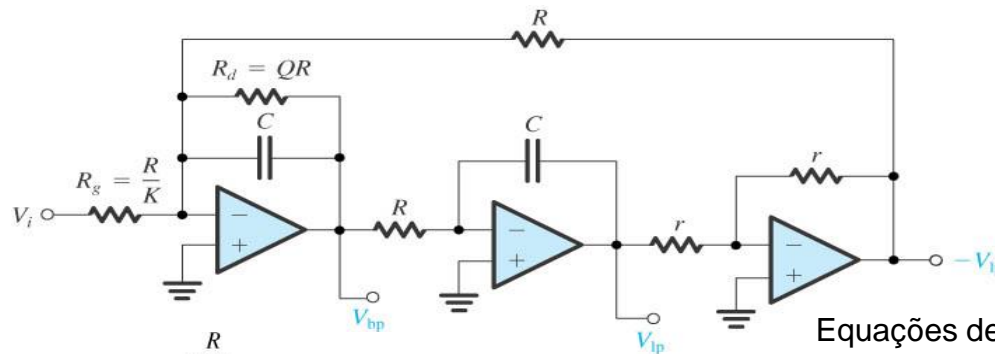 R
R_d = QR
C
C
r
R_g = R/K
V_i
−
+
R
−
+
r
−
+
−V_l
V_bp
V_lp
Equações de
R